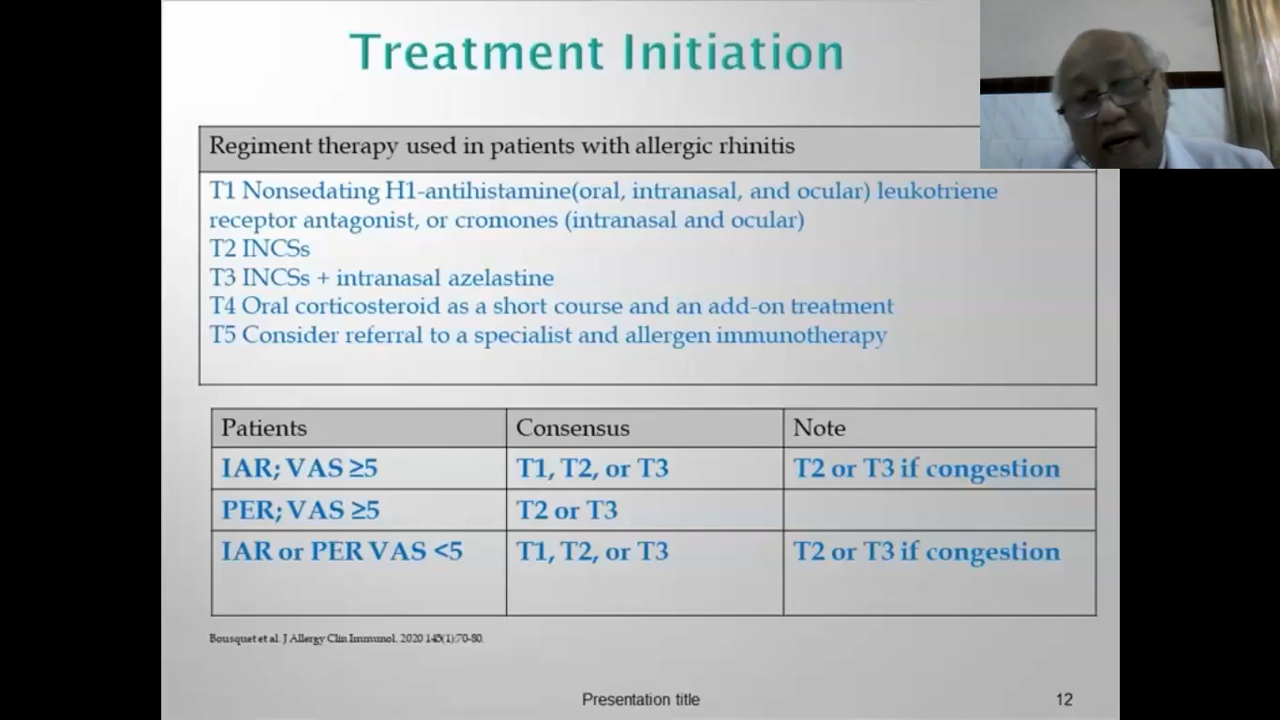 Treatment Initiation
Regiment therapy used in patients with allergic rhinitis
T1 Nonsedating H1-antihistamine(oral, intranasal, and ocular) leukotriene
receptor antagonist, or cromones (intranasal and ocular)
T2 INCSs
T3 INCSs + intranasal azelastine
T4 Oral corticosteroid as a short course and an add-on treatment
T5 Consider referral to a specialist and allergen immunotherapy
Patients Consensus Note
IAR; VAS ≥5 T1, T2, or T3 T2 or T3 if congestion
PER; VAS ≥5 T2 or T3
IAR or PER VAS <5 T1, T2, or T3 T2 or T3 if congestion
Bousquet et al. J Allergy Clin Immunol. 2020 145(1):70-80.
Presentation title 12